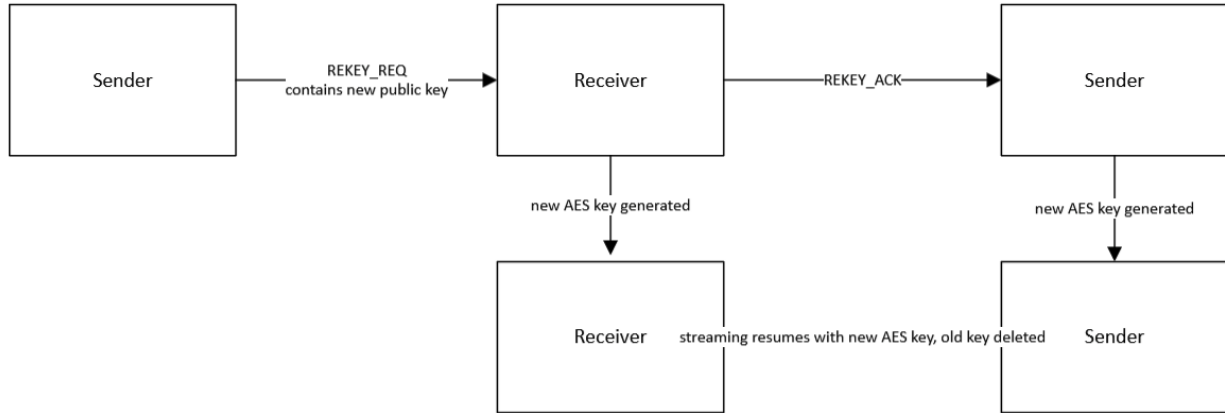 Sender
REKEY_REQ
contains new public key
Receiver
REKEY_ACK
Sender
new AES key generated
new AES key generated
Receiver
streaming resumes with new AES key, old key deleted
Sender